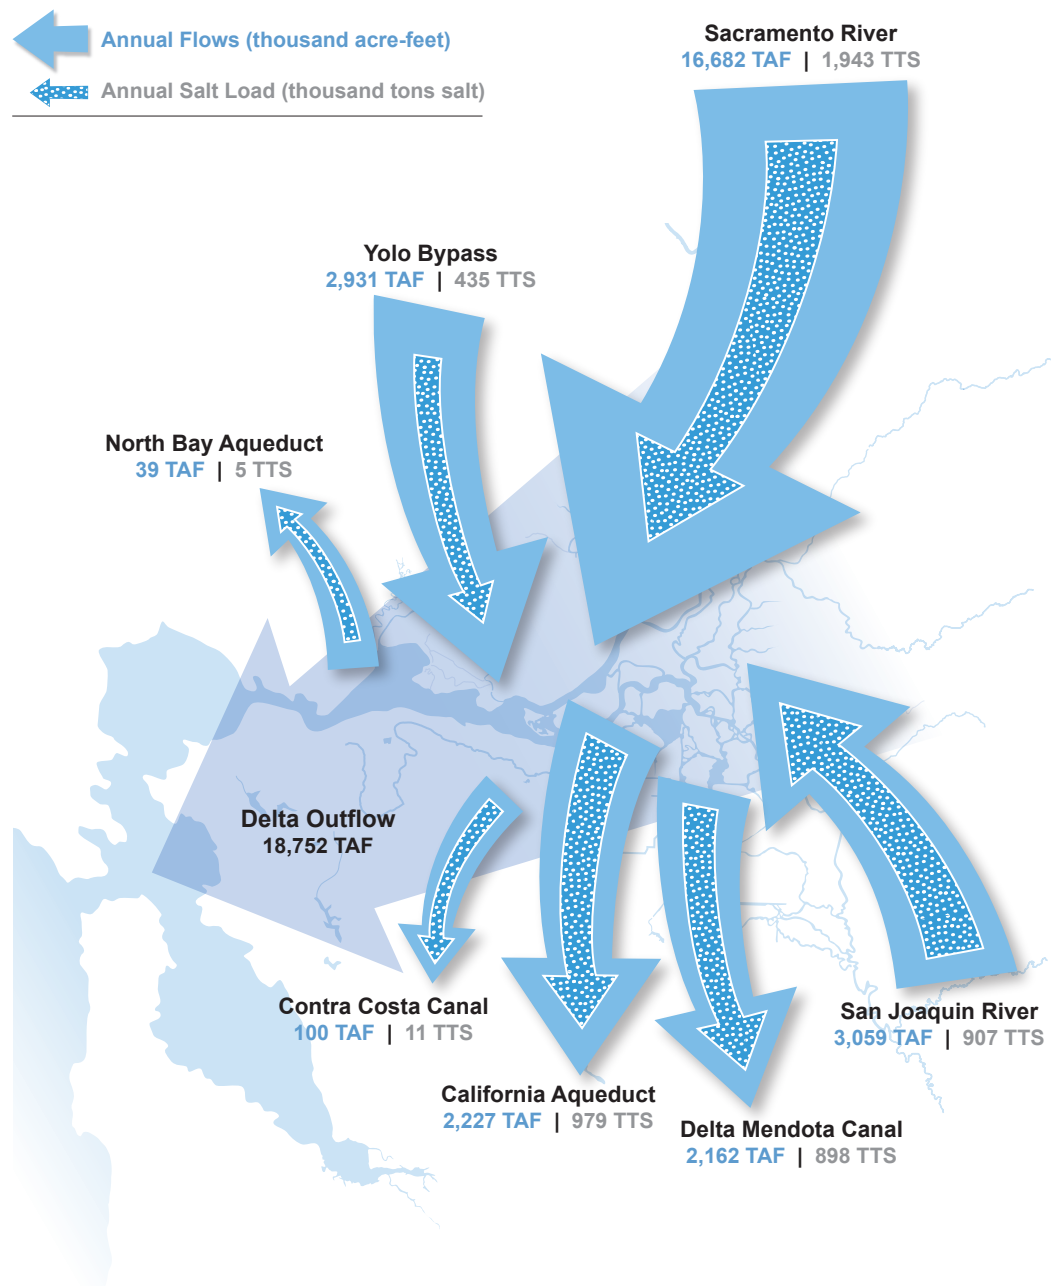 Annual Flows (thousand acre-feet)
Annual Salt Load (thousand tons salt)
Sacramento River
16,682 TAF | 1,943 TTS
Yolo Bypass
2,931 TAF | 435 TTS
North Bay Aqueduct
39 TAF | 5 TTS
Delta Outflow
18,752 TAF
Contra Costa Canal
100 TAF | 11 TTS
San Joaquin River
3,059 TAF | 907 TTS
California Aqueduct
2,227 TAF | 979 TTS
Delta Mendota Canal
2,162 TAF | 898 TTS